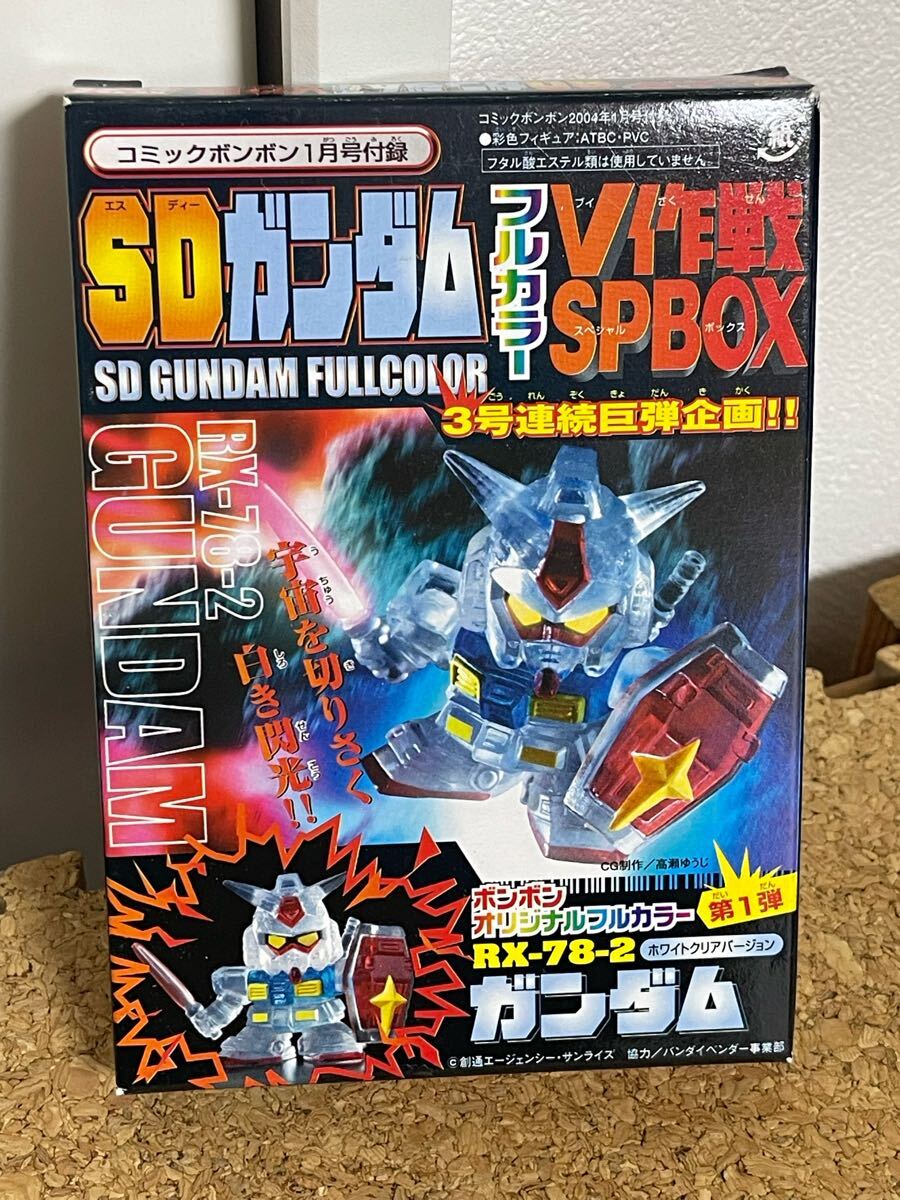 コミックボンボン1月号付録
コミックボンボン2004年1月号付
●彩色フィギュア:ATBC・PVC
フタル酸エステル類は使用していません。
紙
エス ディー
SDガンダム
フルカラー
ブイ さく せん
V作戦
スペシャル ボックス
SPBOX
SD GUNDAM FULLCOLOR
ごう れん ぞく きょ だん き かく
3号連続巨弾企画!!
RX-78-2
GUNDAM
う ちゅう き
宇宙を切りさく
しろ せん こう
白き閃光!!
CG制作/高瀬ゆうじ
ボンボン
オリジナルフルカラー
だい だん
第1弾
RX-78-2
ホワイトクリアバージョン
ガンダム
©創通エージェンシー・サンライズ 協力/バンダイベンダー事業部